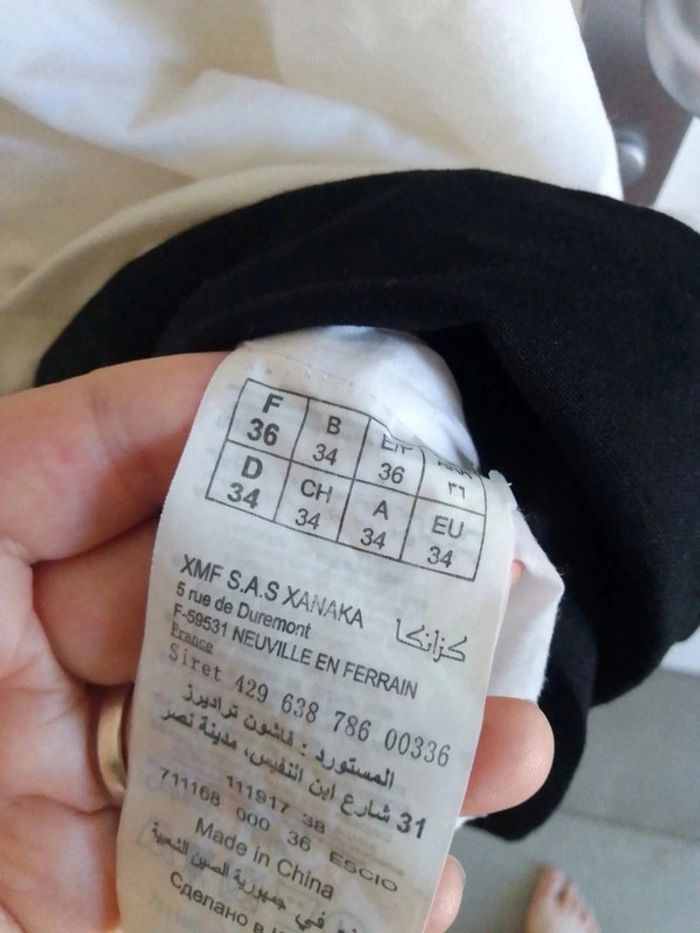 F B
36 34 36 ٣٦
D CH A EU
34 34 34 34
XMF S.A.S XANAKA
كزانكا
5 rue de Duremont
F-59531 NEUVILLE EN FERRAIN
France
Siret 429 638 786 00336
المستورد : فاشون تراديرز
31 شارع ابن النفيس، مدينة نصر
111917 38
711168 000 36 ESCIO
Made in China
في جمهورية الصين الشعبية
Сделано в